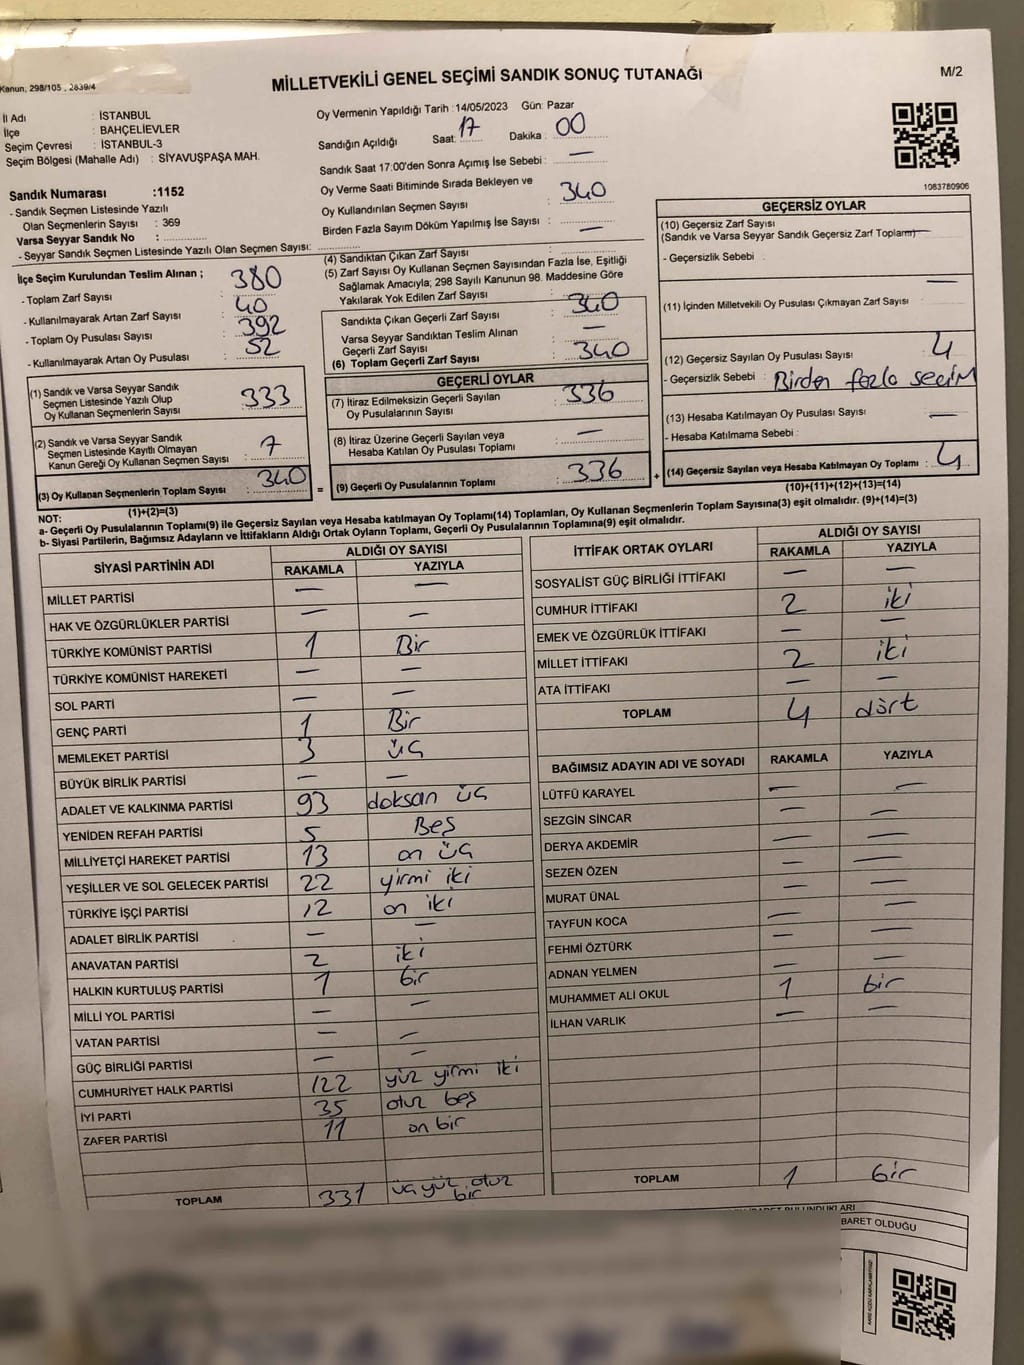 Kanun, 298/105 , 2839/4
MİLLETVEKİLİ GENEL SEÇİMİ SANDIK SONUÇ TUTANAĞI
M/2
İl Adı : İSTANBUL
İlçe : BAHÇELİEVLER
Seçim Çevresi : İSTANBUL-3
Seçim Bölgesi (Mahalle Adı) : SİYAVUŞPAŞA MAH.
Sandık Numarası :1152
- Sandık Seçmen Listesinde Yazılı
Olan Seçmenlerin Sayısı : 369
Varsa Seyyar Sandık No :
- Seyyar Sandık Seçmen Listesinde Yazılı Olan Seçmen Sayısı:
Oy Vermenin Yapıldığı Tarih :14/05/2023 Gün: Pazar
Sandığın Açıldığı Saat: 17 Dakika : 00
Sandık Saat 17:00'den Sonra Açımış İse Sebebi : —
Oy Verme Saati Bitiminde Sırada Bekleyen ve
Oy Kullandırılan Seçmen Sayısı : 340
Birden Fazla Sayım Döküm Yapılmış İse Sayısı : —
1083780906
İlçe Seçim Kurulundan Teslim Alınan ;
- Toplam Zarf Sayısı : 380
- Kullanılmayarak Artan Zarf Sayısı : 40
- Toplam Oy Pusulası Sayısı : 392
- Kullanılmayarak Artan Oy Pusulası : 52
(1) Sandık ve Varsa Seyyar Sandık
Seçmen Listesinde Yazılı Olup
Oy Kullanan Seçmenlerin Sayısı : 333
(2) Sandık ve Varsa Seyyar Sandık
Seçmen Listesinde Kayıtlı Olmayan
Kanun Gereği Oy Kullanan Seçmen Sayısı : 7
(3) Oy Kullanan Seçmenlerin Toplam Sayısı : 340
(1)+(2)=(3)
(4) Sandıktan Çıkan Zarf Sayısı :
(5) Zarf Sayısı Oy Kullanan Seçmen Sayısından Fazla İse, Eşitliği
Sağlamak Amacıyla; 298 Sayılı Kanunun 98. Maddesine Göre
Yakılarak Yok Edilen Zarf Sayısı :
Sandıkta Çıkan Geçerli Zarf Sayısı : 340
Varsa Seyyar Sandıktan Teslim Alınan
Geçerli Zarf Sayısı : —
(6) Toplam Geçerli Zarf Sayısı : 340
GEÇERLİ OYLAR
(7) İtiraz Edilmeksizin Geçerli Sayılan
Oy Pusulalarının Sayısı : 336
(8) İtiraz Üzerine Geçerli Sayılan veya
Hesaba Katılan Oy Pusulası Toplamı : —
= (9) Geçerli Oy Pusulalarının Toplamı : 336 +
GEÇERSİZ OYLAR
(10) Geçersiz Zarf Sayısı
(Sandık ve Varsa Seyyar Sandık Geçersiz Zarf Toplamı) —
- Geçersizlik Sebebi :
(11) İçinden Milletvekili Oy Pusulası Çıkmayan Zarf Sayısı : —
(12) Geçersiz Sayılan Oy Pusulası Sayısı : 4
- Geçersizlik Sebebi : Birden fazla seçim
(13) Hesaba Katılmayan Oy Pusulası Sayısı : —
- Hesaba Katılmama Sebebi :
(14) Geçersiz Sayılan veya Hesaba Katılmayan Oy Toplamı : 4
(10)+(11)+(12)+(13)=(14)
NOT:
a- Geçerli Oy Pusulalarının Toplamı(9) ile Geçersiz Sayılan veya Hesaba katılmayan Oy Toplamı(14) Toplamları, Oy Kullanan Seçmenlerin Toplam Sayısına(3) eşit olmalıdır. (9)+(14)=(3)
b- Siyasi Partilerin, Bağımsız Adayların ve İttifakların Aldığı Ortak Oyların Toplamı, Geçerli Oy Pusulalarının Toplamına(9) eşit olmalıdır.
SİYASİ PARTİNİN ADI
ALDIĞI OY SAYISI
RAKAMLA YAZIYLA
MİLLET PARTİSİ — —
HAK VE ÖZGÜRLÜKLER PARTİSİ — —
TÜRKİYE KOMÜNİST PARTİSİ 1 Bir
TÜRKİYE KOMÜNİST HAREKETİ — —
SOL PARTİ — —
GENÇ PARTİ 1 Bir
MEMLEKET PARTİSİ 3 üç
BÜYÜK BİRLİK PARTİSİ — —
ADALET VE KALKINMA PARTİSİ 93 doksan üç
YENİDEN REFAH PARTİSİ 5 Beş
MİLLİYETÇİ HAREKET PARTİSİ 13 on üç
YEŞİLLER VE SOL GELECEK PARTİSİ 22 yirmi iki
TÜRKİYE İŞÇİ PARTİSİ 12 on iki
ADALET BİRLİK PARTİSİ — —
ANAVATAN PARTİSİ 2 iki
HALKIN KURTULUŞ PARTİSİ 1 bir
MİLLİ YOL PARTİSİ — —
VATAN PARTİSİ — —
GÜÇ BİRLİĞİ PARTİSİ — —
CUMHURİYET HALK PARTİSİ 122 yüz yirmi iki
İYİ PARTİ 35 otuz beş
ZAFER PARTİSİ 11 on bir
TOPLAM 331 üçyüz otuz
bir
İTTİFAK ORTAK OYLARI
ALDIĞI OY SAYISI
RAKAMLA YAZIYLA
SOSYALİST GÜÇ BİRLİĞİ İTTİFAKI — —
CUMHUR İTTİFAKI 2 iki
EMEK VE ÖZGÜRLÜK İTTİFAKI — —
MİLLET İTTİFAKI 2 iki
ATA İTTİFAKI — —
TOPLAM 4 dört
BAĞIMSIZ ADAYIN ADI VE SOYADI RAKAMLA YAZIYLA
LÜTFÜ KARAYEL — —
SEZGİN SİNCAR — —
DERYA AKDEMİR — —
SEZEN ÖZEN — —
MURAT ÜNAL — —
TAYFUN KOCA — —
FEHMİ ÖZTÜRK —
ADNAN YELMEN — —
MUHAMMET ALİ OKUL 1 bir
İLHAN VARLIK — —
TOPLAM 1 bir
BARET OLDUĞU